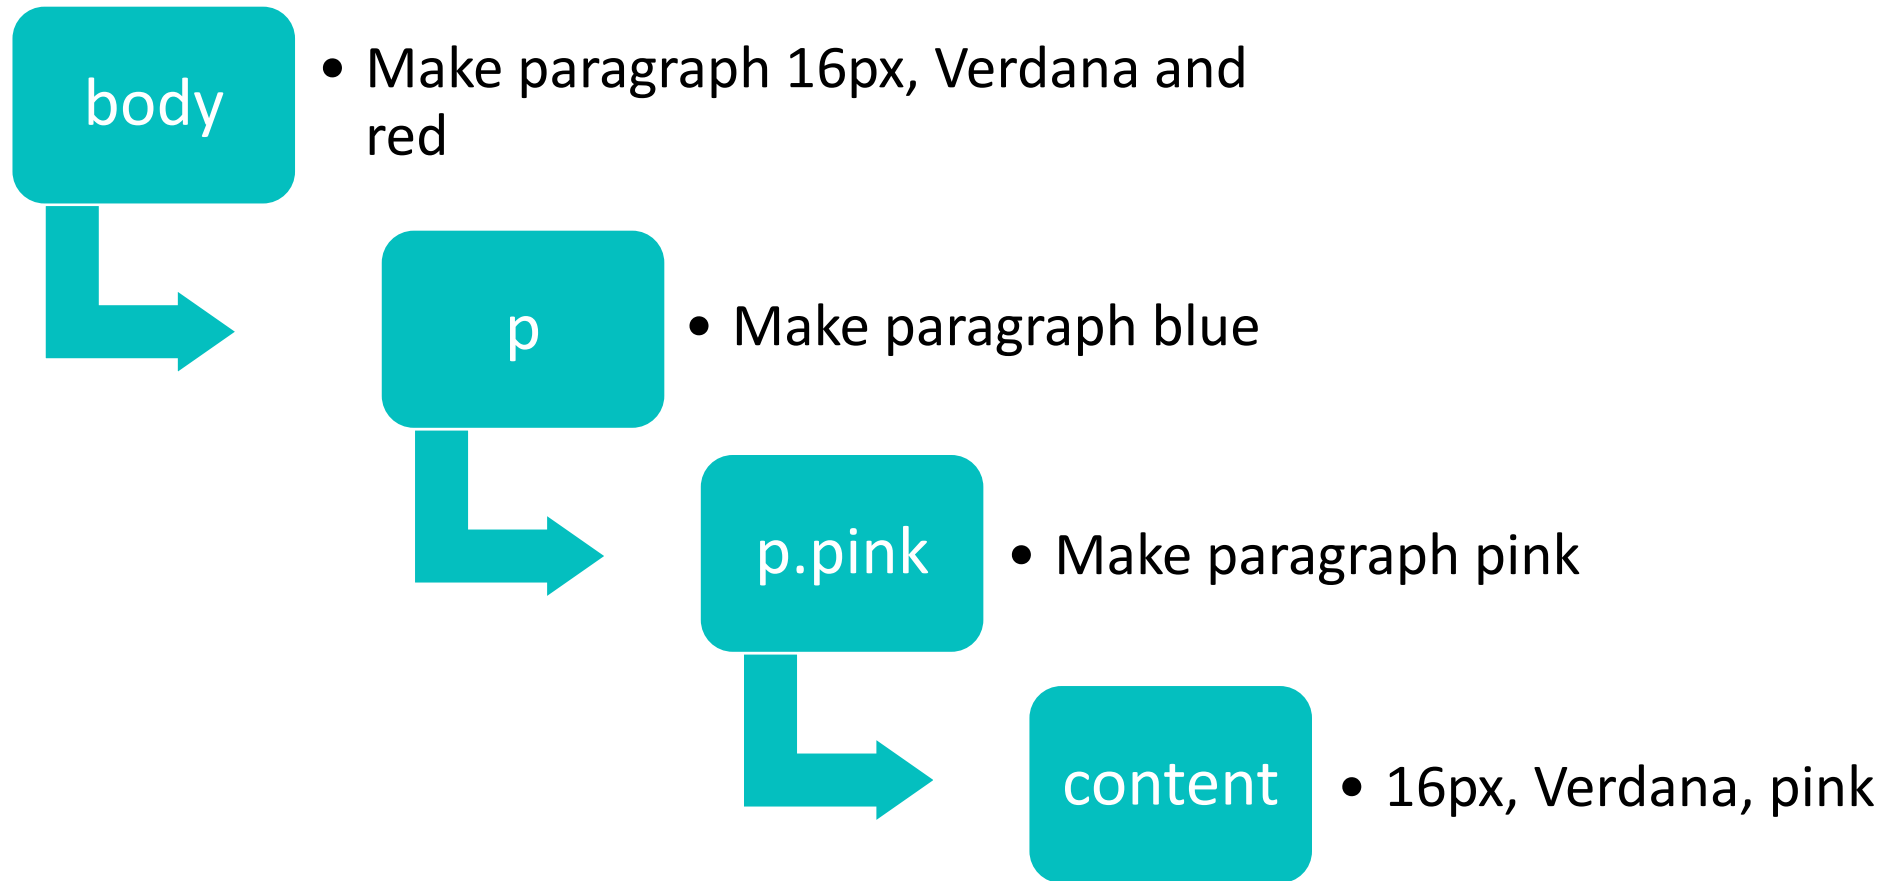 body
• Make paragraph 16px, Verdana and
red
p
• Make paragraph blue
p.pink
• Make paragraph pink
content
• 16px, Verdana, pink